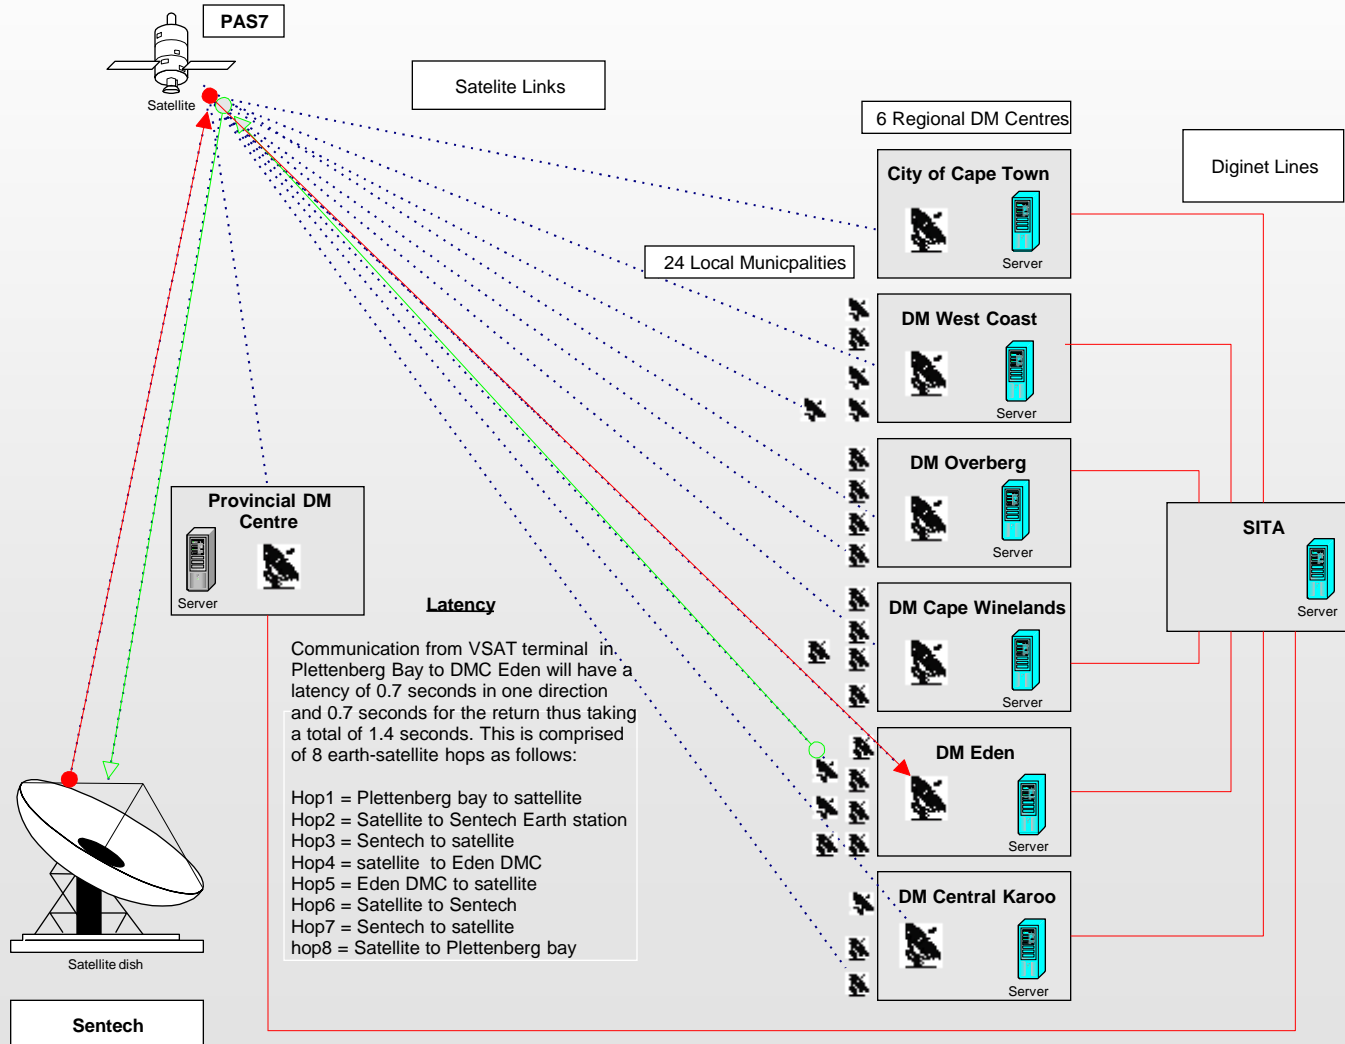 PAS7
Satellite
Satelite Links
6 Regional DM Centres
Diginet Lines
City of Cape Town
Server
24 Local Municpalities
DM West Coast
Server
DM Overberg
Server
Provincial DM
Centre
Server
SITA
Server
DM Cape Winelands
Server
Latency
Communication from VSAT terminal in
Plettenberg Bay to DMC Eden will have a
latency of 0.7 seconds in one direction
and 0.7 seconds for the return thus taking
a total of 1.4 seconds. This is comprised
of 8 earth-satellite hops as follows:
Hop1 = Plettenberg bay to sattellite
Hop2 = Satellite to Sentech Earth station
Hop3 = Sentech to satellite
Hop4 = satellite to Eden DMC
Hop5 = Eden DMC to satellite
Hop6 = Satellite to Sentech
Hop7 = Sentech to satellite
hop8 = Satellite to Plettenberg bay
DM Eden
Server
DM Central Karoo
Server
Satellite dish
Sentech